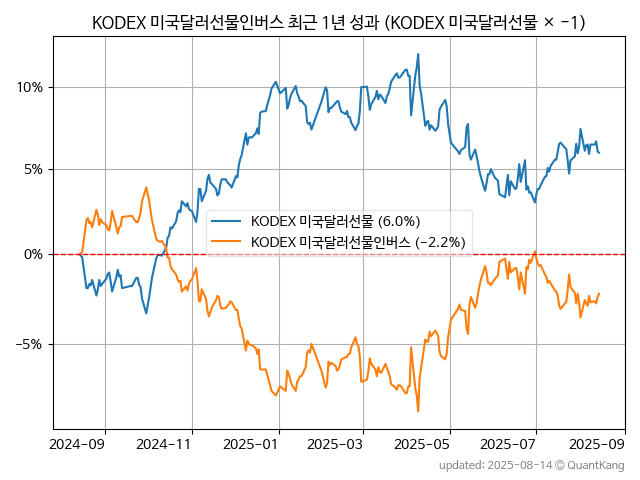 KODEX 미국달러선물인버스 최근 1년 성과 (KODEX 미국달러선물 × -1)
10%
5%
0%
-5%
KODEX 미국달러선물 (6.0%)
KODEX 미국달러선물인버스 (-2.2%)
2024-09 2024-11 2025-01 2025-03 2025-05 2025-07 2025-09
updated: 2025-08-14 © QuantKang